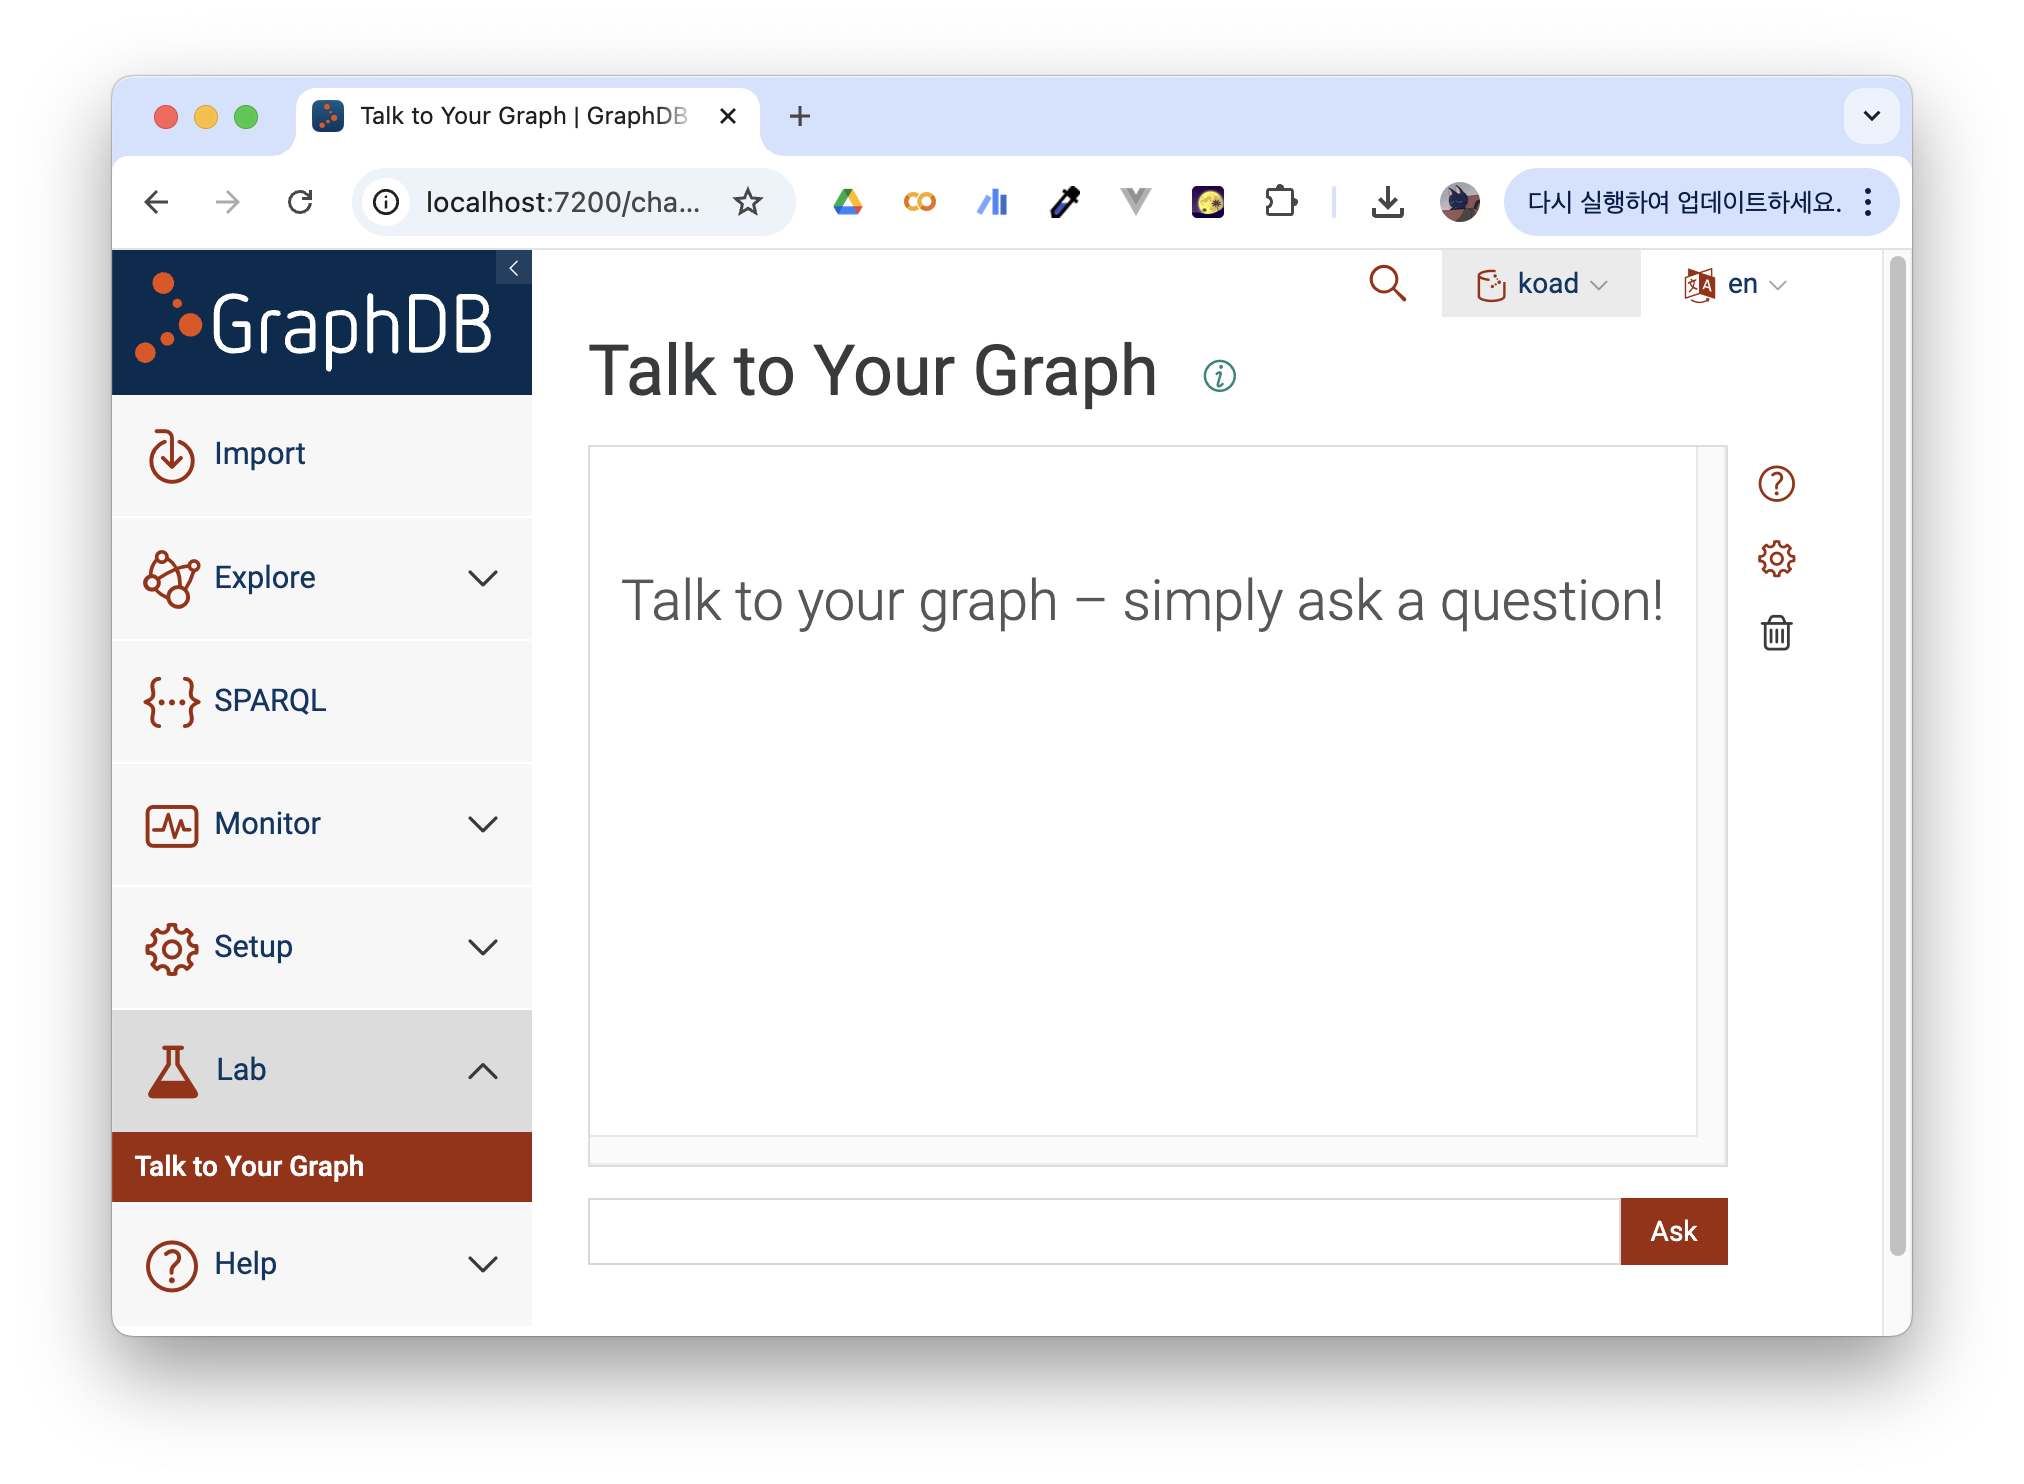 Talk to Your Graph | GraphDB
localhost:7200/cha...
다시 실행하여 업데이트하세요.
GraphDB
koad
en
Import
Explore
SPARQL
Monitor
Setup
Lab
Talk to Your Graph
Help
Talk to Your Graph
Talk to your graph – simply ask a question!
Ask